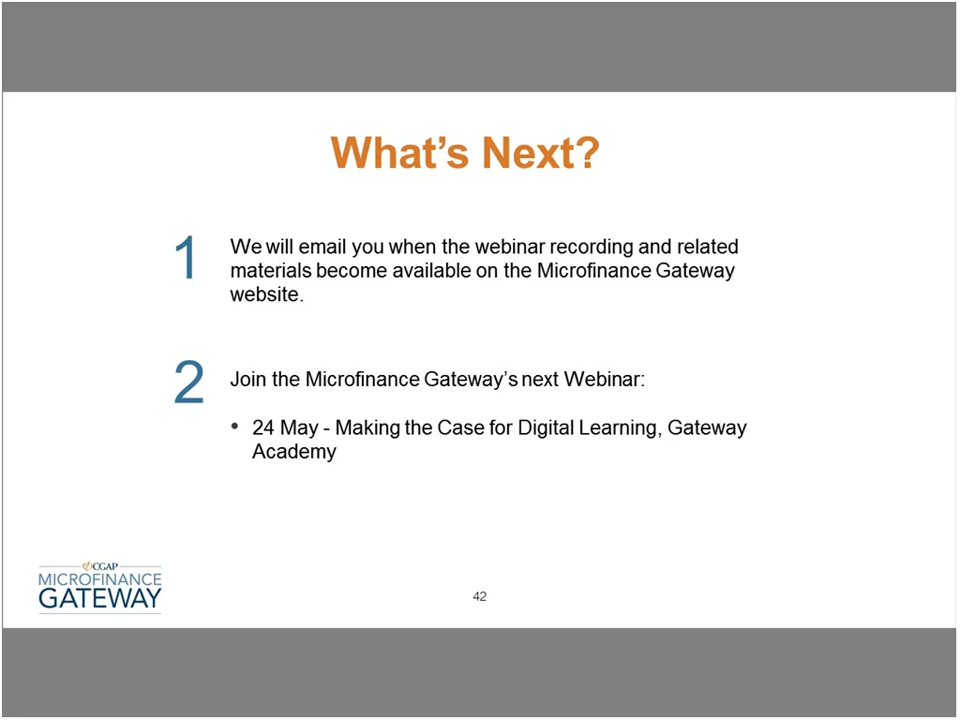 What's Next?
1
We will email you when the webinar recording and related
materials become available on the Microfinance Gateway
website.
2
Join the Microfinance Gateway's next Webinar:
• 24 May - Making the Case for Digital Learning, Gateway
Academy
CGAP
MICROFINANCE
GATEWAY
42